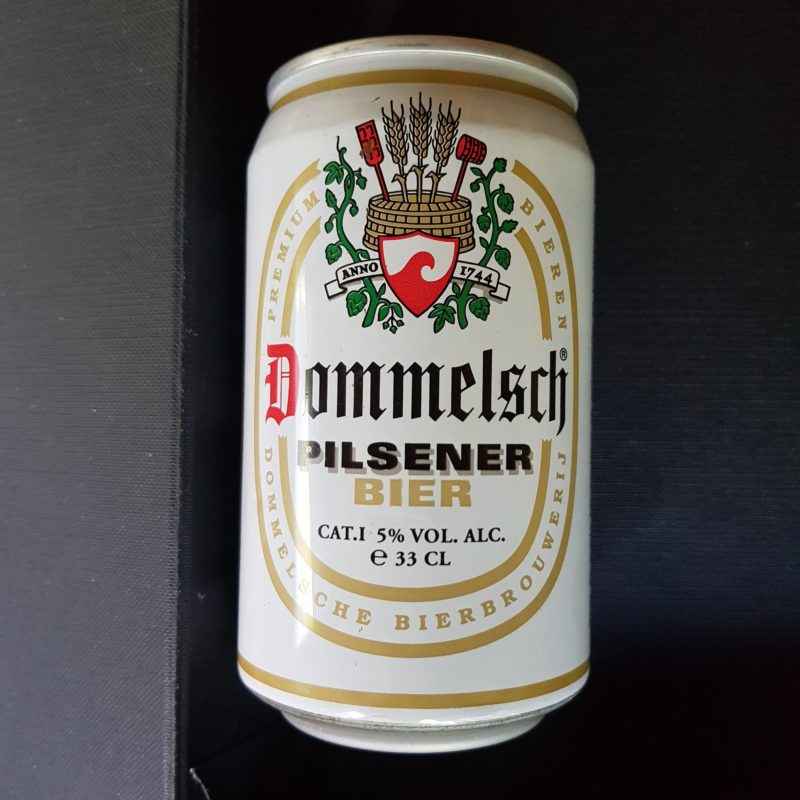 ANNO 1744
PREMIUM BIEREN
Dommelsch®
PILSENER
BIER
CAT.I 5% VOL. ALC.
℮ 33 CL
DOMMELSCHE BIERBROUWERIJ